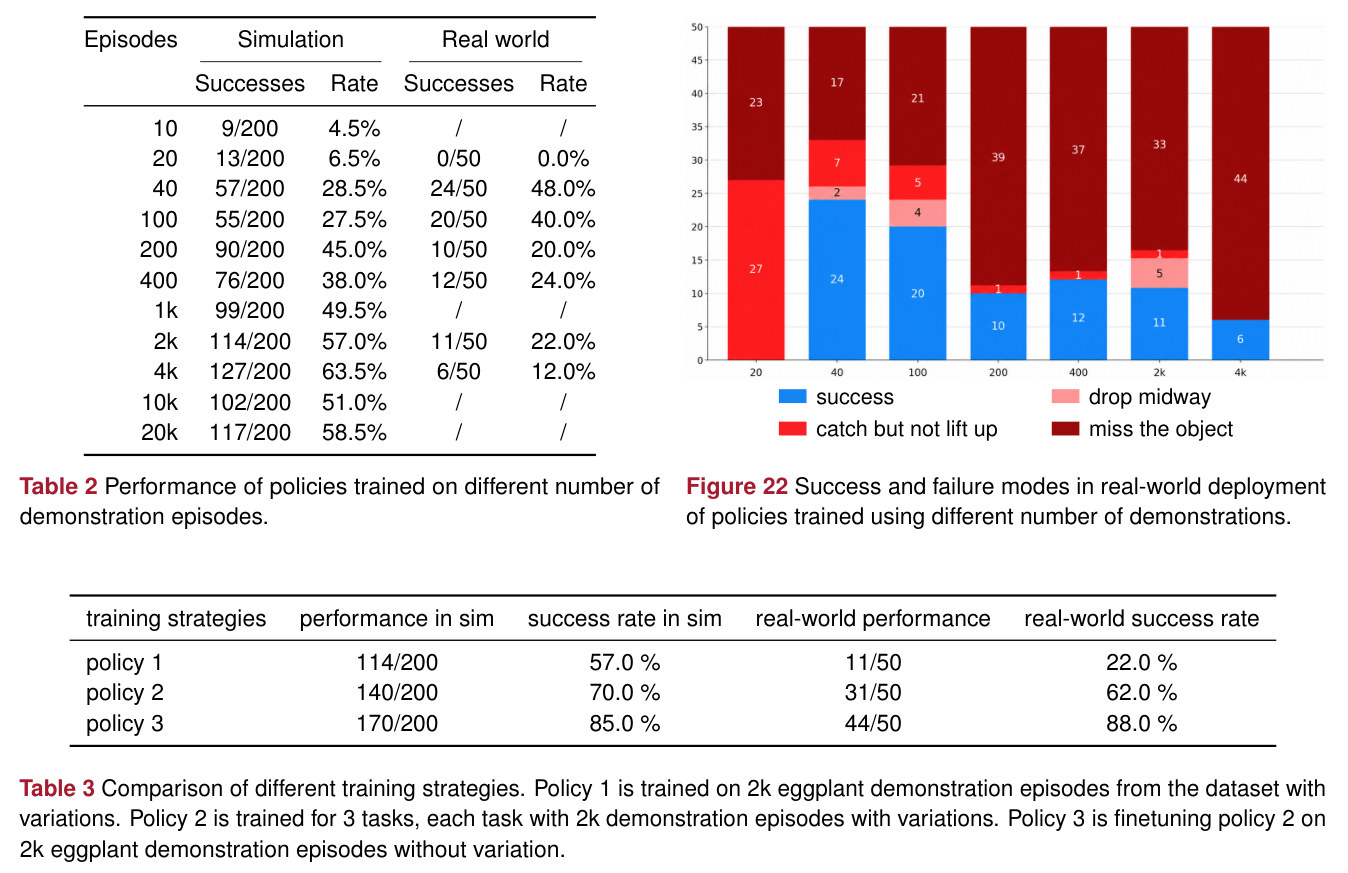 Episodes Simulation Real world
Successes Rate Successes Rate
10 9/200 4.5% / /
20 13/200 6.5% 0/50 0.0%
40 57/200 28.5% 24/50 48.0%
100 55/200 27.5% 20/50 40.0%
200 90/200 45.0% 10/50 20.0%
400 76/200 38.0% 12/50 24.0%
1k 99/200 49.5% / /
2k 114/200 57.0% 11/50 22.0%
4k 127/200 63.5% 6/50 12.0%
10k 102/200 51.0% / /
20k 117/200 58.5% / /
Table 2 Performance of policies trained on different number of
demonstration episodes.
50
45
40
35
30
25
20
15
10
5
0
23
27
17
7
2
24
21
5
4
20
39
1
10
37
1
12
33
1
5
11
44
6
20 40 100 200 400 2k 4k
success drop midway
catch but not lift up miss the object
Figure 22 Success and failure modes in real-world deployment
of policies trained using different number of demonstrations.
training strategies performance in sim success rate in sim real-world performance real-world success rate
policy 1 114/200 57.0 % 11/50 22.0 %
policy 2 140/200 70.0 % 31/50 62.0 %
policy 3 170/200 85.0 % 44/50 88.0 %
Table 3 Comparison of different training strategies. Policy 1 is trained on 2k eggplant demonstration episodes from the dataset with
variations. Policy 2 is trained for 3 tasks, each task with 2k demonstration episodes with variations. Policy 3 is finetuning policy 2 on
2k eggplant demonstration episodes without variation.